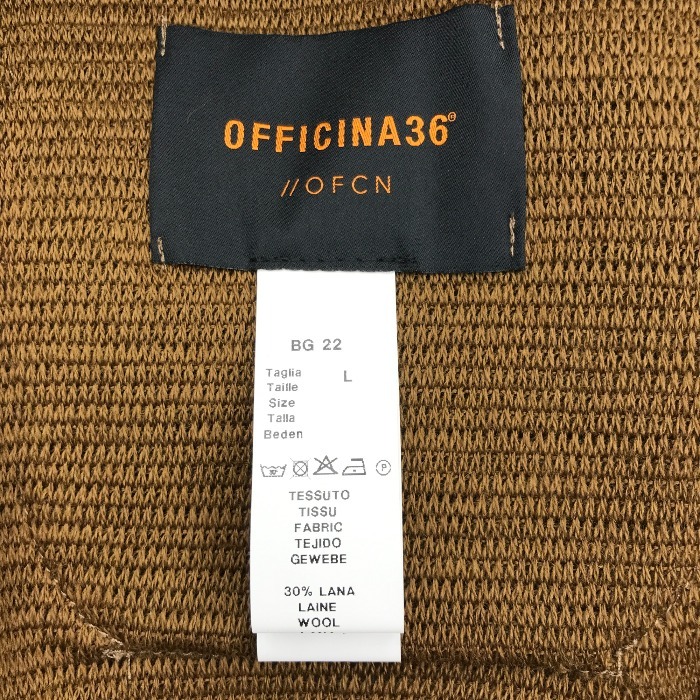 OFFICINA36®
//OFCN
BG 22
Taglia
Taille
Size
Talla
Beden
L
P
TESSUTO
TISSU
FABRIC
TEJIDO
GEWEBE
30% LANA
LAINE
WOOL